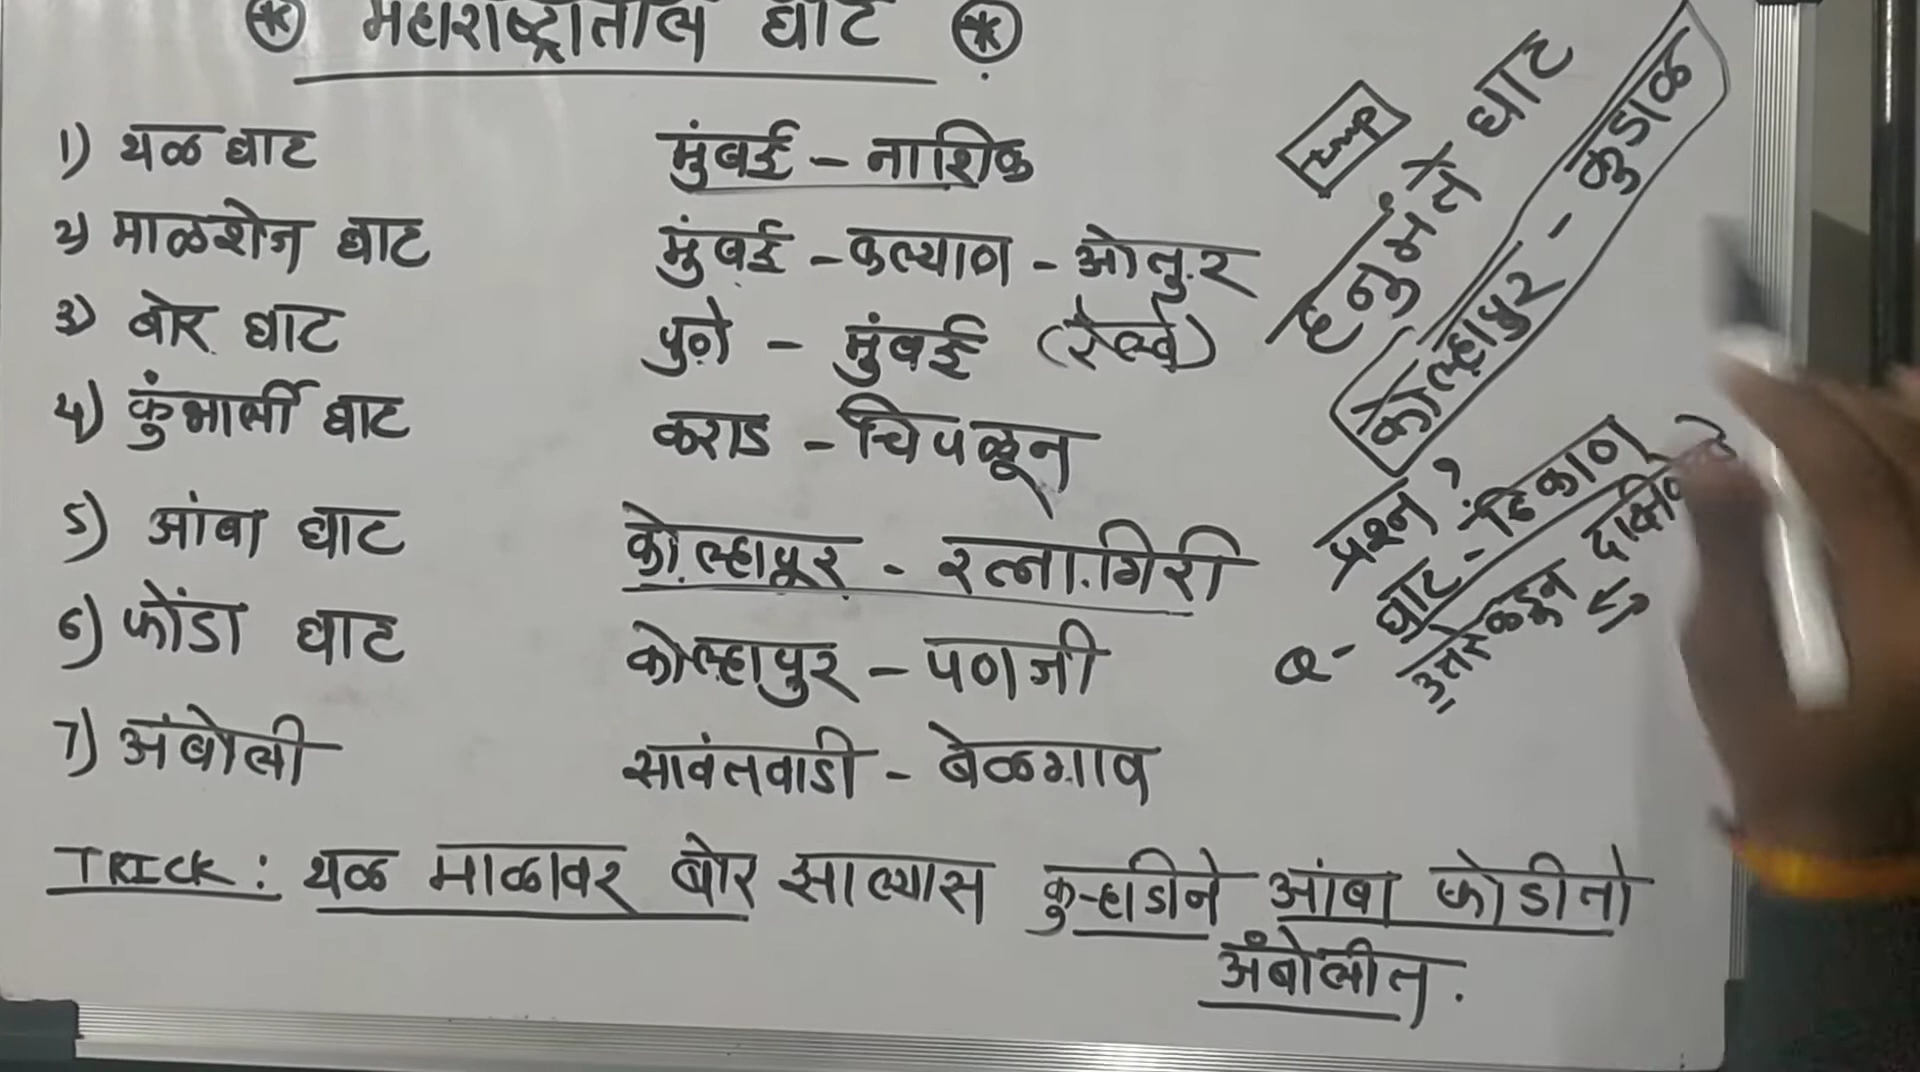 महाराष्ट्रातील घाट
1) थळ घाट मुंबई - नाशिक
2) माळशेज घाट मुंबई - कल्याण - ओतुर
3) बोर घाट पुणे - मुंबई (रेल्वे)
4) कुंभार्ली घाट कराड - चिपळून
5) आंबा घाट कोल्हापूर - रत्नागिरी
6) फोंडा घाट कोल्हापुर - पणजी
7) अंबोली सावंतवाडी - बेळगाव
TRICK: थळ माळावर बोर झाल्यास कु-हाडीने आंबा फोडीतो
अंबोलीत.
Imp
हनुमंते घाट
कोल्हापुर - कुडाळ
प्रश्न ?
Q- घाट - ठिकाण
उत्तरेकडून